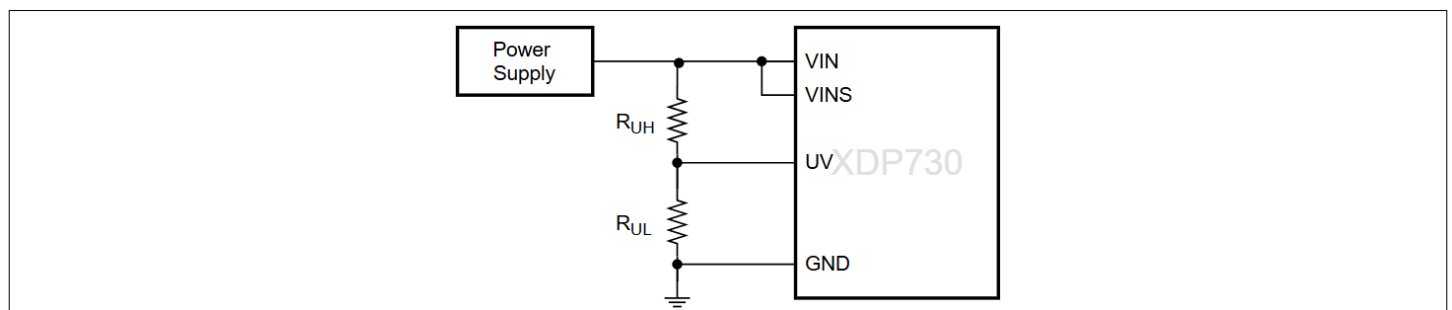 Power
Supply
VIN
VINS
RUH
UV
XDP730
RUL
GND